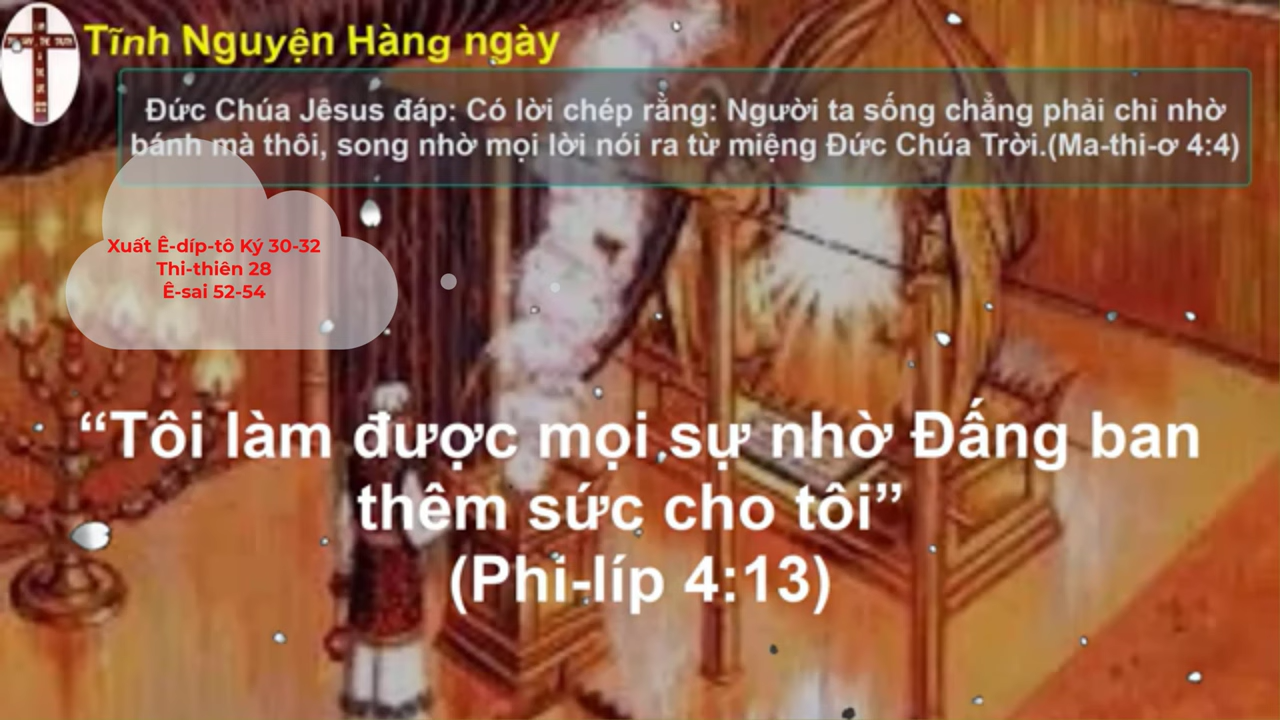 Tĩnh Nguyện Hàng ngày
Đức Chúa Jêsus đáp: Có lời chép rằng: Người ta sống chẳng phải chỉ nhờ
bánh mà thôi, song nhờ mọi lời nói ra từ miệng Đức Chúa Trời.(Ma-thi-ơ 4:4)
Xuất Ê-díp-tô Ký 30-32
Thi-thiên 28
Ê-sai 52-54
“Tôi làm được mọi sự nhờ Đấng ban
thêm sức cho tôi”
(Phi-líp 4:13)